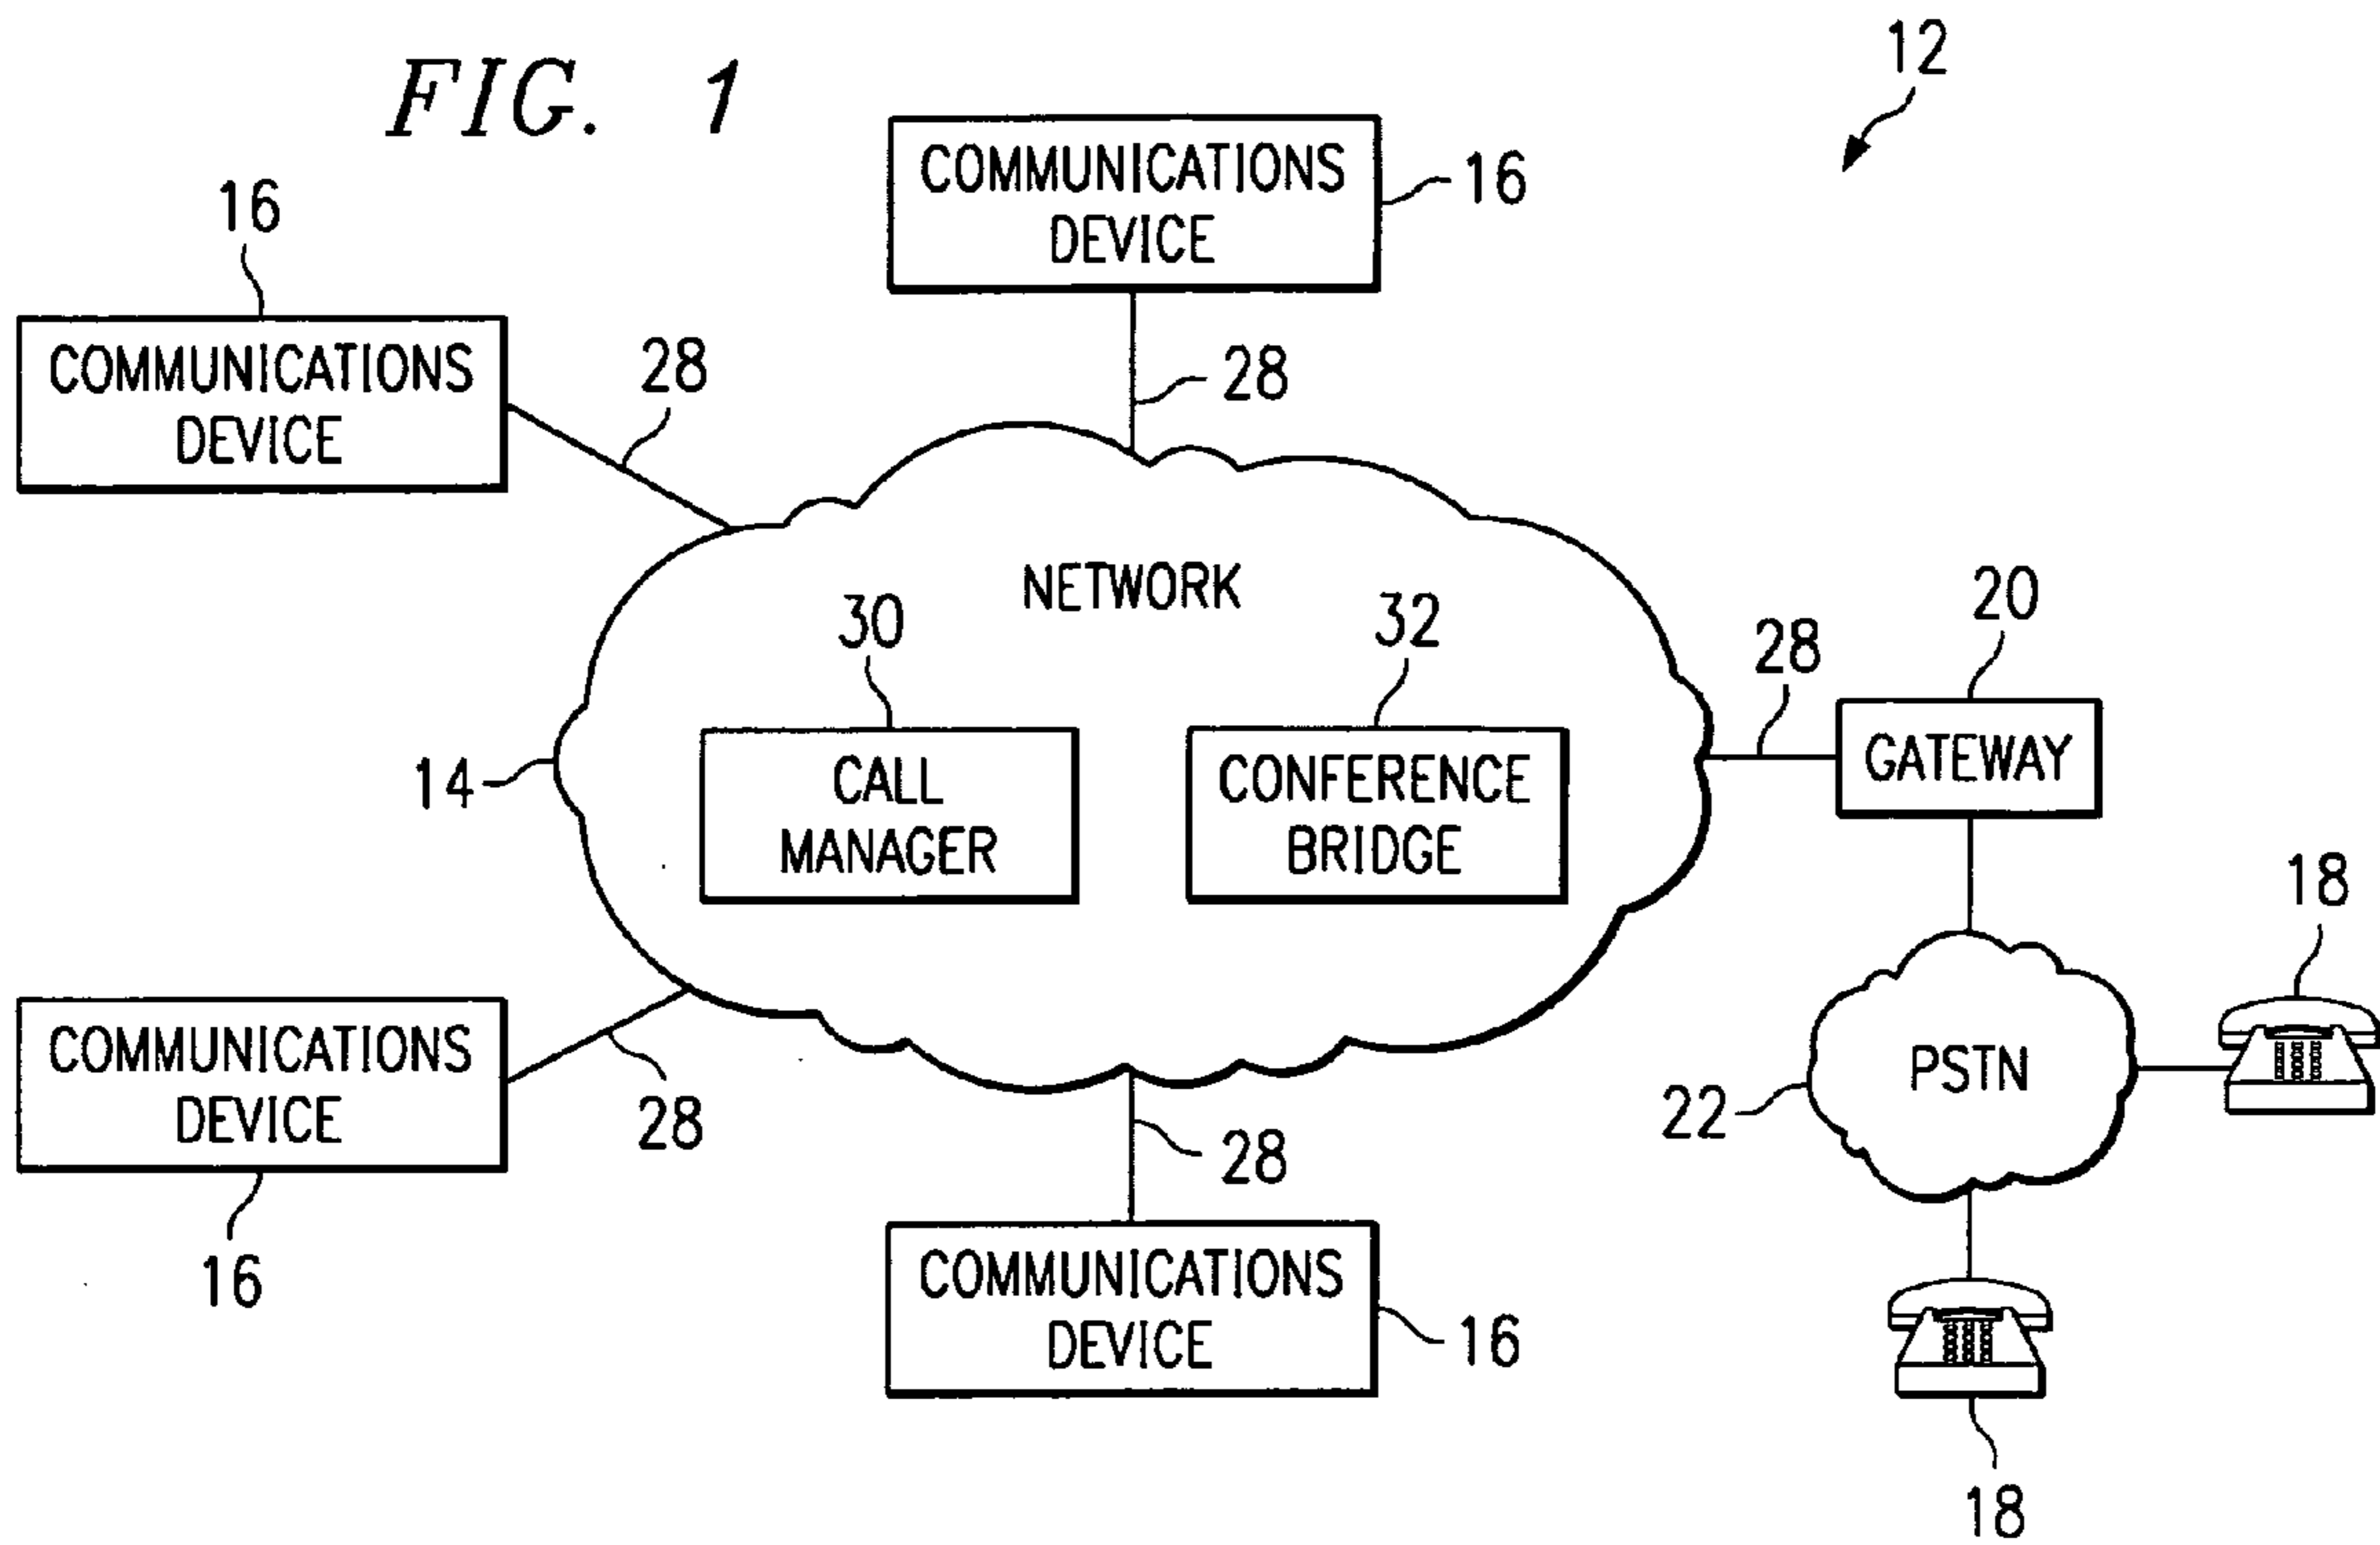 FIG. 1
12
COMMUNICATIONS
DEVICE
16
16
COMMUNICATIONS
DEVICE
28
28
NETWORK
30
32
CALL
MANAGER
CONFERENCE
BRIDGE
14
28
20
GATEWAY
18
PSTN
22
COMMUNICATIONS
DEVICE
28
16
28
COMMUNICATIONS
DEVICE
16
18